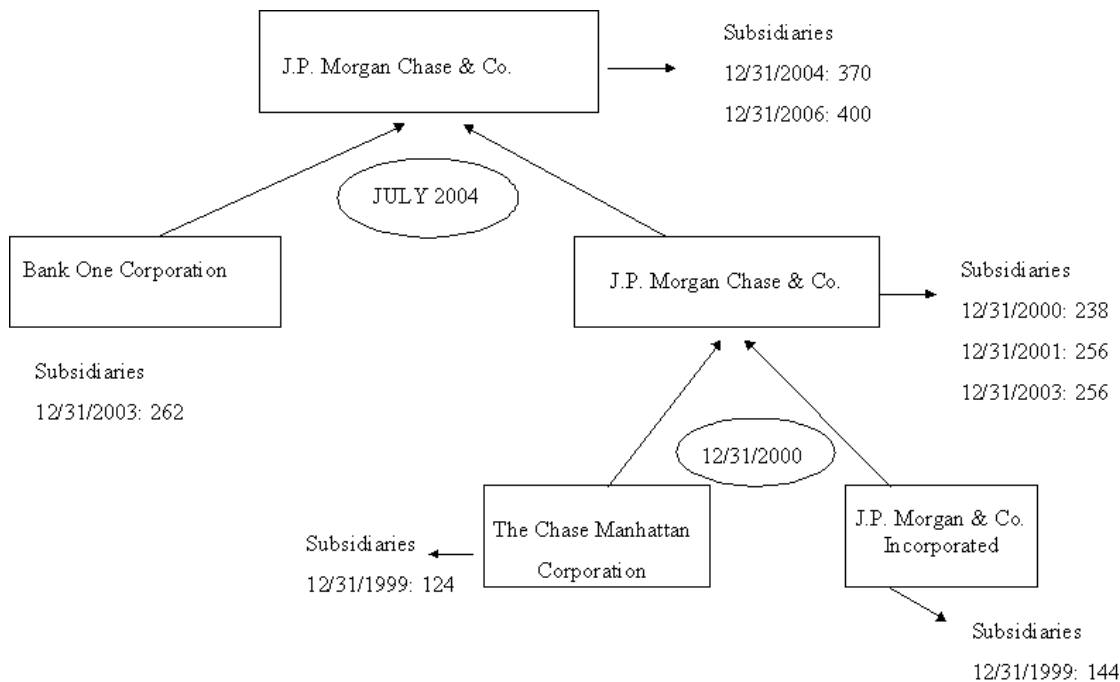 J.P. Morgan Chase & Co.
Subsidiaries
12/31/2004: 370
12/31/2006: 400
JULY 2004
Bank One Corporation
Subsidiaries
12/31/2003: 262
J.P. Morgan Chase & Co.
Subsidiaries
12/31/2000: 238
12/31/2001: 256
12/31/2003: 256
12/31/2000
The Chase Manhattan
Corporation
Subsidiaries
12/31/1999: 124
J.P. Morgan & Co.
Incorporated
Subsidiaries
12/31/1999: 144